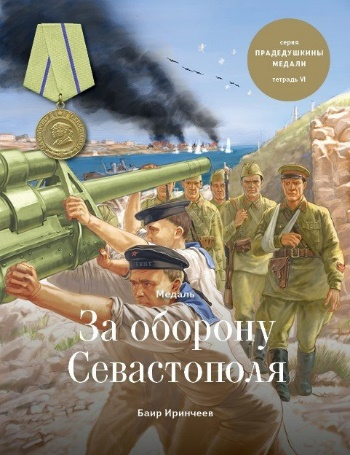 серия
ПРАДЕДУШКИНЫ
МЕДАЛИ
тетрадь VI
Медаль
За оборону
Севастополя
Баир Иринчеев